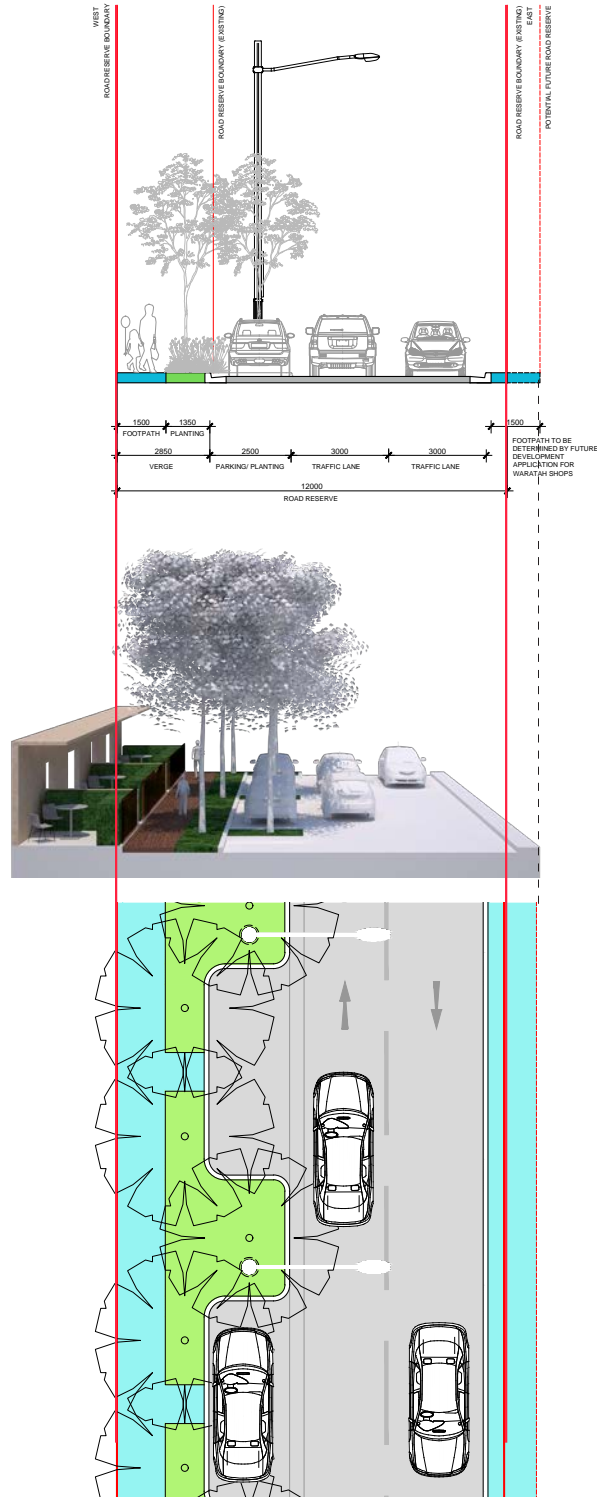 WEST
ROAD RESERVE BOUNDARY
ROAD RESERVE BOUNDARY (EXISTING)
ROAD RESERVE BOUNDARY (EXISTING)
EAST
POTENTIAL FUTURE ROAD RESERVE
1500
1350
1500
FOOTPATH
PLANTING
FOOTPATH TO BE
DETERMINED BY FUTURE
DEVELOPMENT
APPLICATION FOR
WARATAH SHOPS
2850
2500
3000
3000
VERGE
PARKING/ PLANTING
TRAFFIC LANE
TRAFFIC LANE
12000
ROAD RESERVE